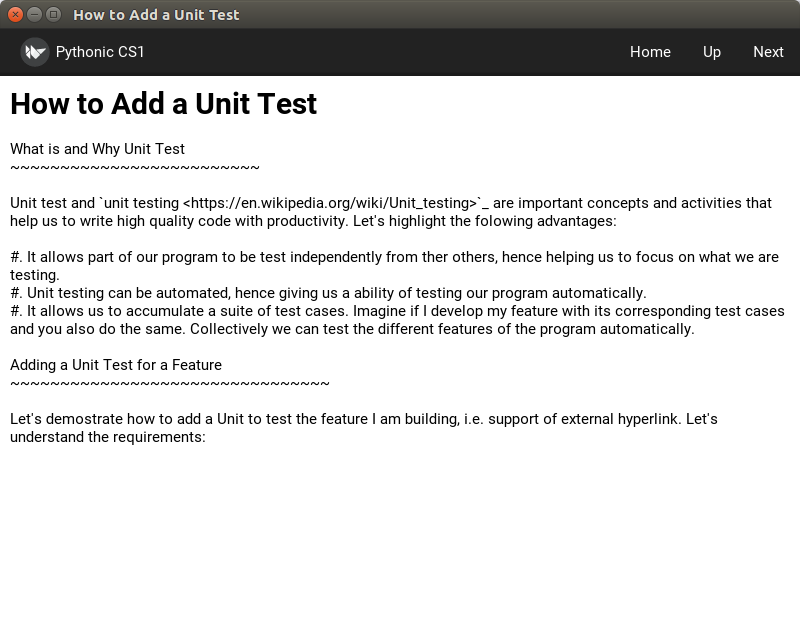 How to Add a Unit Test
Pythonic CS1
Home
Up
Next
How to Add a Unit Test
What is and Why Unit Test
~~~~~~~~~~~~~~~~~~~~~~~~~
Unit test and `unit testing <https://en.wikipedia.org/wiki/Unit_testing>`_ are important concepts and activities that
help us to write high quality code with productivity. Let's highlight the folowing advantages:
#. It allows part of our program to be test independently from ther others, hence helping us to focus on what we are
testing.
#. Unit testing can be automated, hence giving us a ability of testing our program automatically.
#. It allows us to accumulate a suite of test cases. Imagine if I develop my feature with its corresponding test cases
and you also do the same. Collectively we can test the different features of the program automatically.
Adding a Unit Test for a Feature
~~~~~~~~~~~~~~~~~~~~~~~~~~~~~~~~
Let's demostrate how to add a Unit to test the feature I am building, i.e. support of external hyperlink. Let's
understand the requirements: